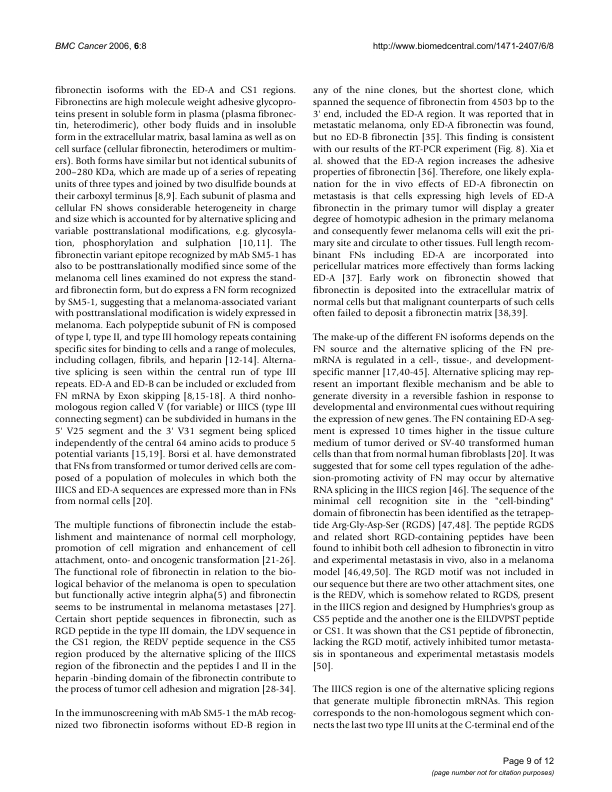 BMC Cancer 2006, 6:8
http://www.biomedcentral.com/1471-2407/6/8
fibronectin isoforms with the ED-A and CS1 regions.
Fibronectins are high molecular weight adhesive glycopro-
teins present in soluble form in plasma (plasma fibronec-
tin, heterodimeric), other body fluids and in insoluble
form in the extracellular matrix, basal lamina as well as on
cell surface (cellular fibronectin, heterodimers or multim-
ers). Both forms have similar but not identical subunits of
200–280 KDa, which are made up of a series of repeating
units of three types and joined by two disulfide bounds at
their carboxyl terminus [8,9]. Each subunit of plasma and
cellular FN shows considerable heterogeneity in charge
and size which is accounted for by alternative splicing and
variable posttranslational modifications, e.g. glycosyla-
tion, phosphorylation and sulphation [10,11]. The
fibronectin variant epitope recognized by mAb SM5-1 has
also to be posttranslationally modified since some of the
melanoma cell lines examined do not express the stand-
ard fibronectin form, but do express a FN form recognized
by SM5-1, suggesting that a melanoma-associated variant
with posttranslational modification is widely expressed in
melanoma. Each polypeptide subunit of FN is composed
of type I, type II, and type III homology repeats containing
specific sites for binding to cells and a range of molecules,
including collagen, fibrils, and heparin [12-14]. Alterna-
tive splicing is seen within the central run of type III
repeats. ED-A and ED-B can be included or excluded from
FN mRNA by Exon skipping [8,15-18]. A third nonho-
mologous region called V (for variable) or IIICS (type III
connecting segment) can be subdivided in humans in the
5' V25 segment and the 3' V31 segment being spliced
independently of the central 64 amino acids to produce 5
potential variants [15,19]. Borsi et al. have demonstrated
that FNs from transformed or tumor derived cells are com-
posed of a population of molecules in which both the
IIICS and ED-A sequences are expressed more than in FNs
from normal cells [20].
The multiple functions of fibronectin include the estab-
lishment and maintenance of normal cell morphology,
promotion of cell migration and enhancement of cell
attachment, onto- and oncogenic transformation [21-26].
The functional role of fibronectin in relation to the bio-
logical behavior of the melanoma is open to speculation
but functionally active integrin alpha(5) and fibronectin
seems to be instrumental in melanoma metastases [27].
Certain short peptide sequences in fibronectin, such as
RGD peptide in the type III domain, the LDV sequence in
the CS1 region, the REDV peptide sequence in the CS5
region produced by the alternative splicing of the IIICS
region of the fibronectin and the peptides I and II in the
heparin -binding domain of the fibronectin contribute to
the process of tumor cell adhesion and migration [28-34].
In the immunoscreening with mAb SM5-1 the mAb recog-
nized two fibronectin isoforms without ED-B region in
any of the nine clones, but the shortest clone, which
spanned the sequence of fibronectin from 4503 bp to the
3' end, included the ED-A region. It was reported that in
metastatic melanoma, only ED-A fibronectin was found,
but no ED-B fibronectin [35]. This finding is consistent
with our results of the RT-PCR experiment (Fig. 8). Xia et
al. showed that the ED-A region increases the adhesive
properties of fibronectin [36]. Therefore, one likely expla-
nation for the in vivo effects of ED-A fibronectin on
metastasis is that cells expressing high levels of ED-A
fibronectin in the primary tumor will display a greater
degree of homotypic adhesion in the primary melanoma
and consequently fewer melanoma cells will exit the pri-
mary site and circulate to other tissues. Full length recom-
binant FNs including ED-A are incorporated into
pericellular matrices more effectively than forms lacking
ED-A [37]. Early work on fibronectin showed that
fibronectin is deposited into the extracellular matrix of
normal cells but that malignant counterparts of such cells
often failed to deposit a fibronectin matrix [38,39].
The make-up of the different FN isoforms depends on the
FN source and the alternative splicing of the FN pre-
mRNA is regulated in a cell-, tissue-, and development-
specific manner [17,40-45]. Alternative splicing may rep-
resent an important flexible mechanism and be able to
generate diversity in a reversible fashion in response to
developmental and environmental cues without requiring
the expression of new genes. The FN containing ED-A seg-
ment is expressed 10 times higher in the tissue culture
medium of tumor derived or SV-40 transformed human
cells than that from normal human fibroblasts [20]. It was
suggested that for some cell types regulation of the adhe-
sion-promoting activity of FN may occur by alternative
RNA splicing in the IIICS region [46]. The sequence of the
minimal cell recognition site in the "cell-binding"
domain of fibronectin has been identified as the tetrapep-
tide Arg-Gly-Asp-Ser (RGDS) [47,48]. The peptide RGDS
and related short RGD-containing peptides have been
found to inhibit both cell adhesion to fibronectin in vitro
and experimental metastasis in vivo, also in a melanoma
model [46,49,50]. The RGD motif was not included in
our sequence but there are two other attachment sites, one
is the REDV, which is somehow related to RGDS, present
in the IIICS region and designed by Humphries's group as
CS5 peptide and the another one is the EILDVPST peptide
or CS1. It was shown that the CS1 peptide of fibronectin,
lacking the RGD motif, actively inhibited tumor metasta-
sis in spontaneous and experimental metastasis models
[50].
The IIICS region is one of the alternative splicing regions
that generate multiple fibronectin mRNAs. This region
corresponds to the non-homologous segment which con-
nects the last two type III units at the C-terminal end of the
Page 9 of 12
(page number not for citation purposes)